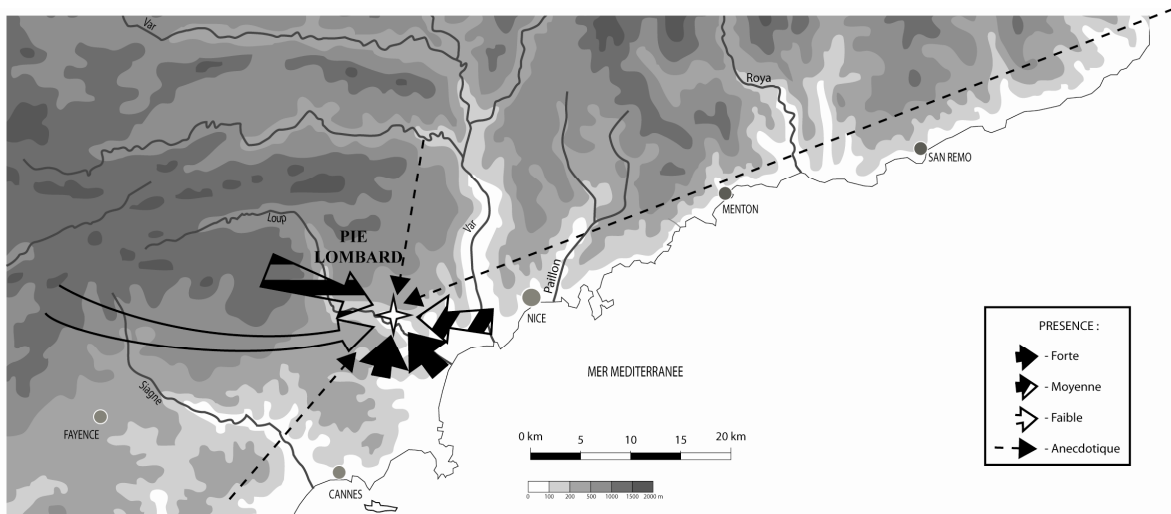 Var
Roya
SAN REMO
MENTON
Loup
PIE
LOMBARD
Var
Paillon
NICE
Siagne
FAYENCE
CANNES
MER MEDITERRANEE
0 km 5 10 15 20 km
0 100 200 500 1000 1500 2000 m
PRESENCE :
- Forte
- Moyenne
- Faible
- Anecdotique